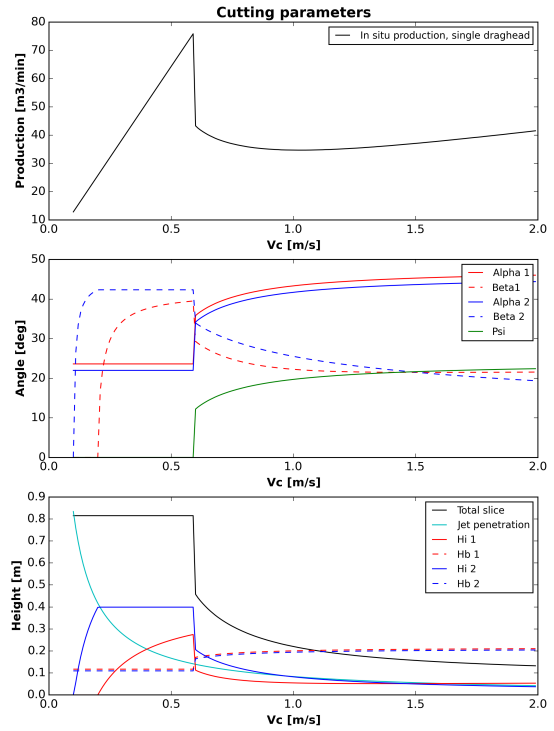 Cutting parameters
80
70
60
50
40
30
20
10
Production [m3/min]
In situ production, single draghead
0.0 0.5 1.0 1.5 2.0
Vc [m/s]
50
40
30
20
10
0
Angle [deg]
Alpha 1
Beta1
Alpha 2
Beta 2
Psi
0.0 0.5 1.0 1.5 2.0
Vc [m/s]
0.9
0.8
0.7
0.6
0.5
0.4
0.3
0.2
0.1
0.0
Height [m]
Total slice
Jet penetration
Hi 1
Hb 1
Hi 2
Hb 2
0.0 0.5 1.0 1.5 2.0
Vc [m/s]